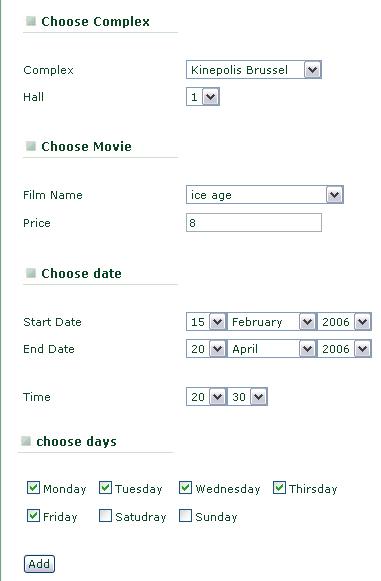 Choose Complex
Complex Kinepolis Brussel
Hall 1
Choose Movie
Film Name ice age
Price 8
Choose date
Start Date 15 February 2006
End Date 20 April 2006
Time 20 30
choose days
Monday Tuesday Wednesday Thirsday
Friday Satudray Sunday
Add